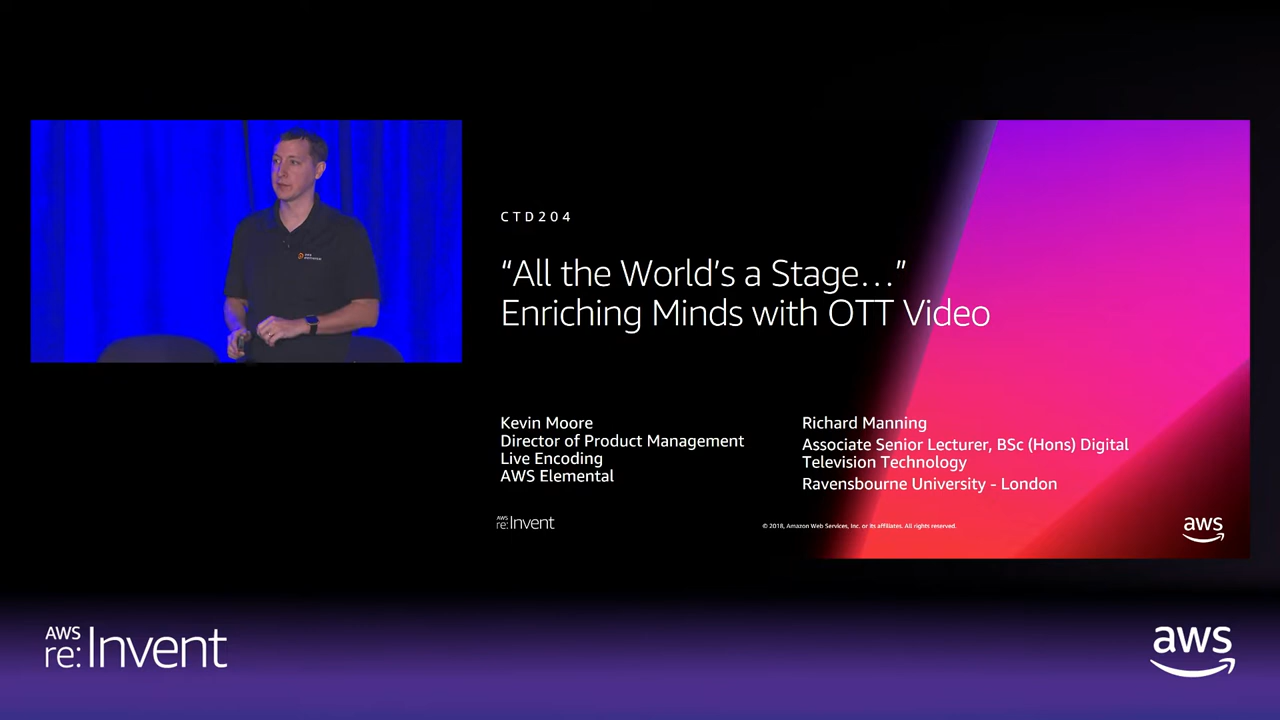 CTD204
“All the World’s a Stage...”
Enriching Minds with OTT Video
Kevin Moore
Director of Product Management
Live Encoding
AWS Elemental
Richard Manning
Associate Senior Lecturer, BSc (Hons) Digital
Television Technology
Ravensbourne University - London
AWS
re:Invent
© 2018, Amazon Web Services, Inc. or its affiliates. All rights reserved.
aws
AWS
re:Invent
aws